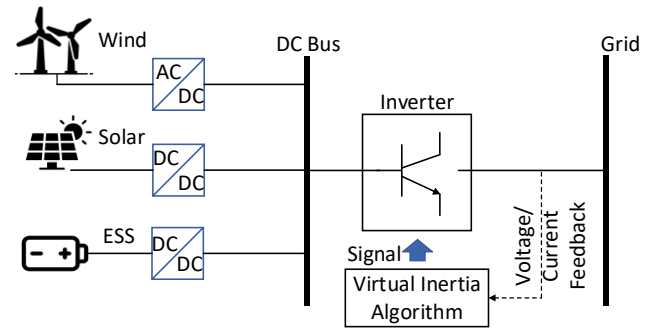 Wind
AC
DC
Solar
DC
DC
ESS
DC
DC
DC Bus
Inverter
Signal
Virtual Inertia
Algorithm
Voltage/
Current
Feedback
Grid